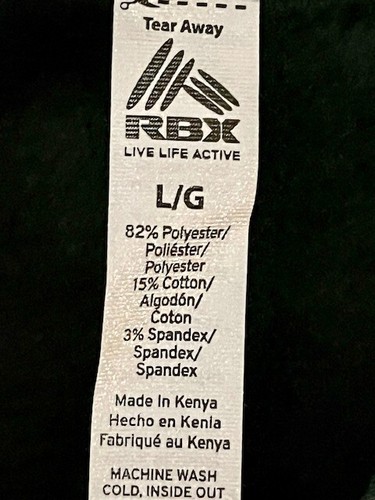 Tear Away
RBX
LIVE LIFE ACTIVE
L/G
82% Polyester/
Poliéster/
Polyester
15% Cotton/
Algodón/
Coton
3% Spandex/
Spandex/
Spandex
Made In Kenya
Hecho en Kenia
Fabriqué au Kenya
MACHINE WASH
COLD, INSIDE OUT